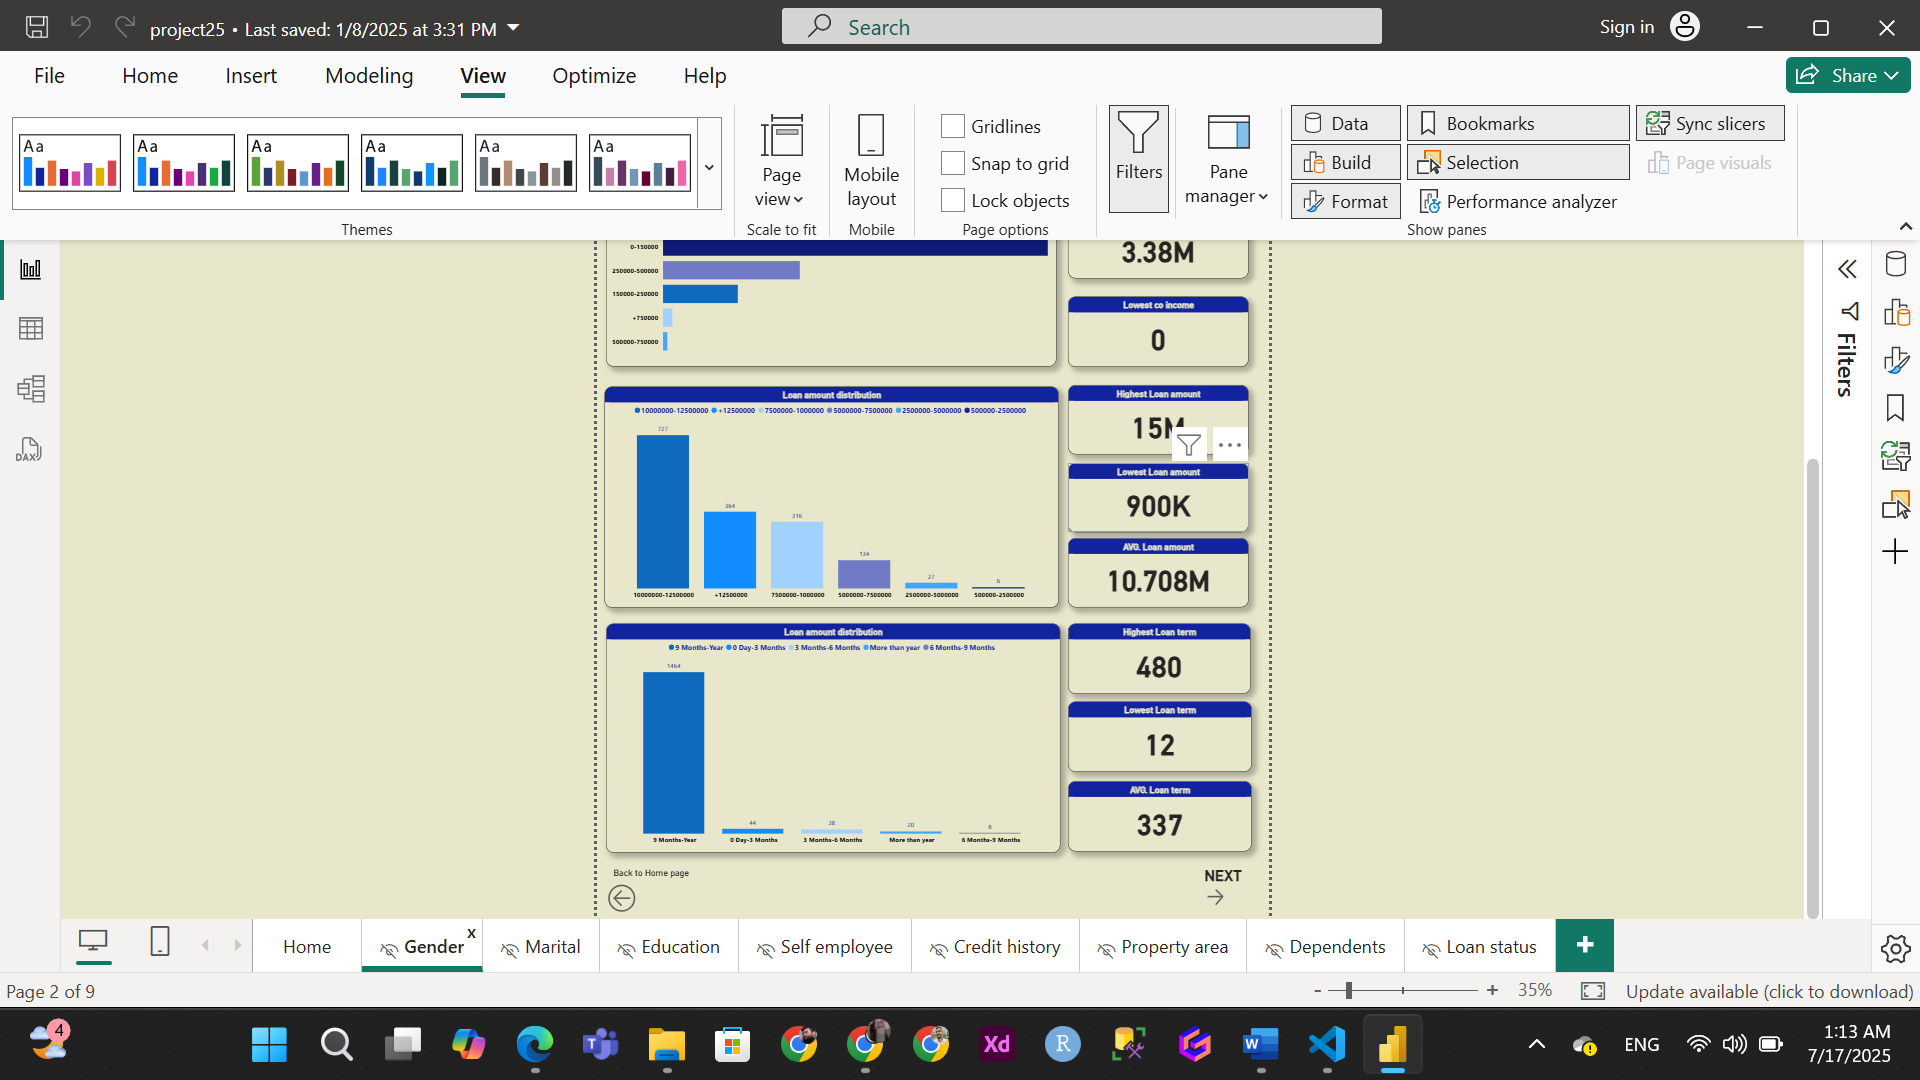 project25 • Last saved: 1/8/2025 at 3:31 PM
Search
Sign in
File
Home
Insert
Modeling
View
Optimize
Help
Share
Aa
Aa
Aa
Aa
Aa
Aa
Themes
Page view
Scale to fit
Mobile layout
Mobile
Gridlines
Snap to grid
Lock objects
Page options
Filters
Pane manager
Data
Build
Format
Bookmarks
Selection
Performance analyzer
Sync slicers
Page visuals
Show panes
DAX
Filters
0-150000
250000-500000
150000-250000
+750000
500000-750000
3.38M
Lowest co income
0
Loan amount distribution
10000000-12500000 +12500000 7500000-1000000 5000000-7500000 2500000-5000000 500000-2500000
727
364
316
134
27
6
10000000-12500000 +12500000 7500000-1000000 5000000-7500000 2500000-5000000 500000-2500000
Highest Loan amount
15M
Lowest Loan amount
900K
AVG. Loan amount
10.708M
Loan amount distribution
9 Months-Year 0 Day-3 Months 3 Months-6 Months More than year 6 Months-9 Months
1464
44
38
20
8
9 Months-Year 0 Day-3 Months 3 Months-6 Months More than year 6 Months-9 Months
Highest Loan term
480
Lowest Loan term
12
AVG. Loan term
337
Back to Home page
NEXT
Home
Gender
x
Marital
Education
Self employee
Credit history
Property area
Dependents
Loan status
+
Page 2 of 9
- + 35%
Update available (click to download)
4
Xd
R
W
T
ENG
1:13 AM
7/17/2025